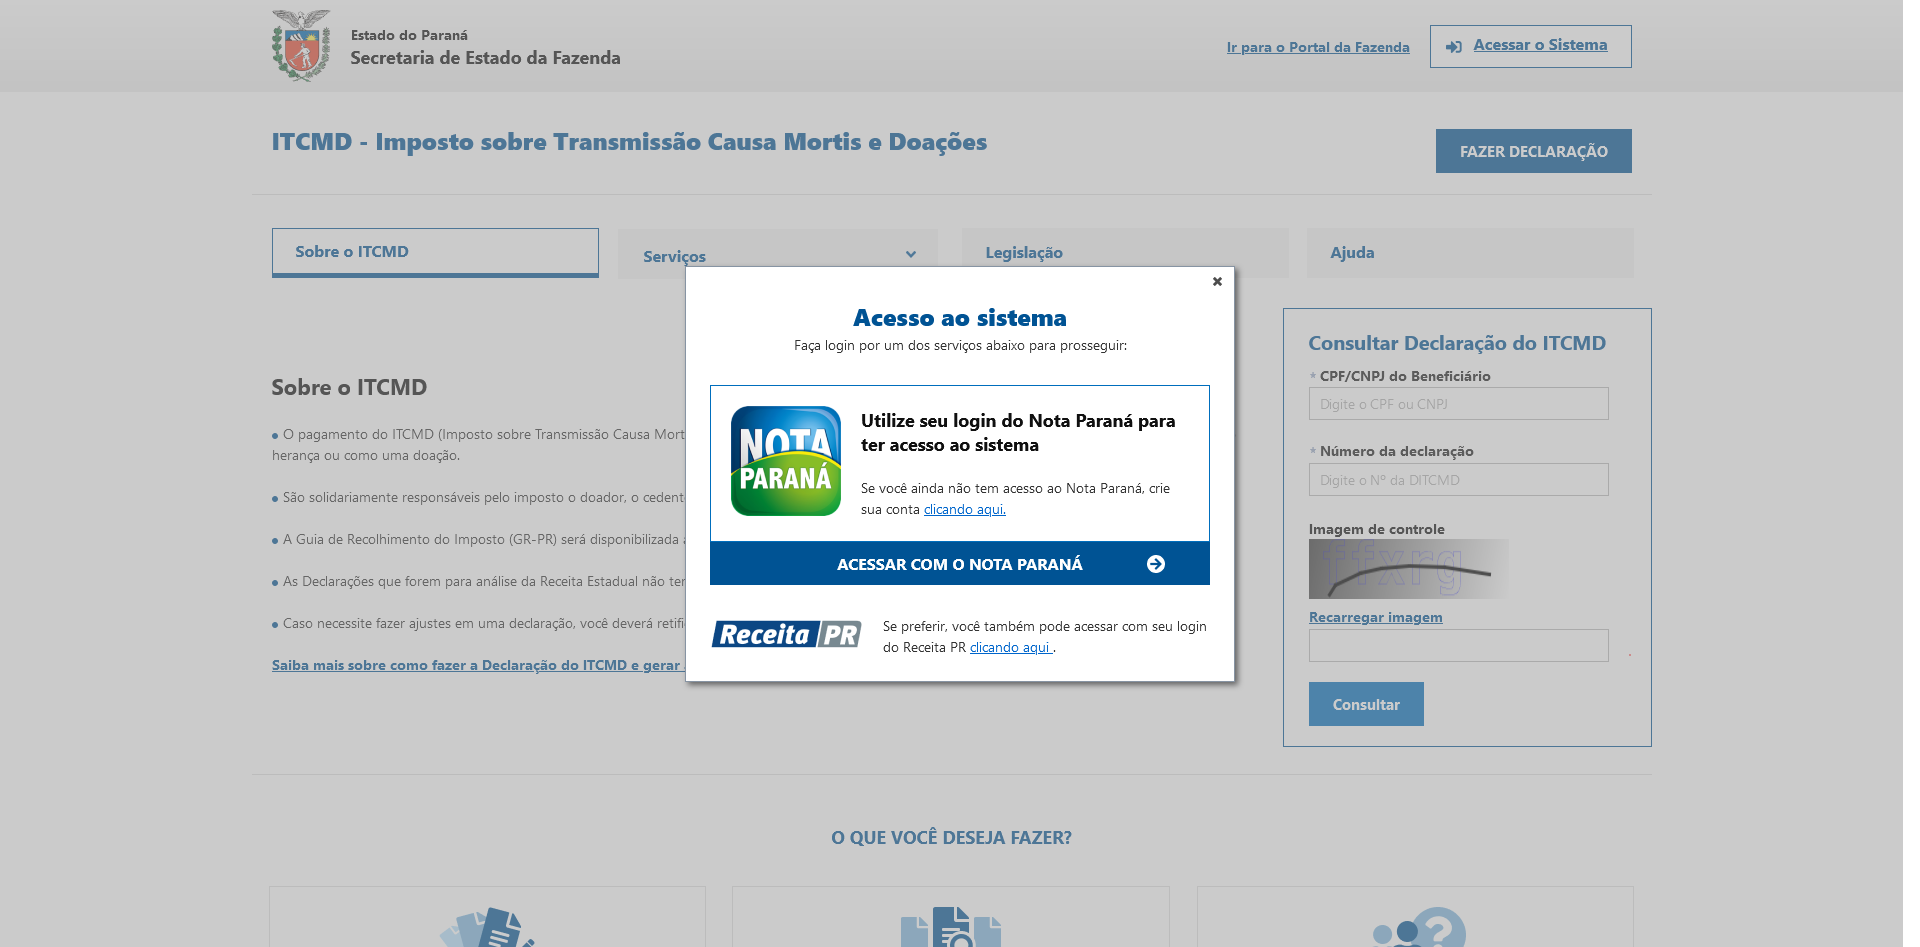 Estado do Paraná
Secretaria de Estado da Fazenda
Ir para o Portal da Fazenda
Acessar o Sistema
ITCMD - Imposto sobre Transmissão Causa Mortis e Doações
FAZER DECLARAÇÃO
Sobre o ITCMD
Serviços
Legislação
Ajuda
Acesso ao sistema
Faça login por um dos serviços abaixo para prosseguir:
NOTA
PARANÁ
Utilize seu login do Nota Paraná para
ter acesso ao sistema
Se você ainda não tem acesso ao Nota Paraná, crie
sua conta clicando aqui.
ACESSAR COM O NOTA PARANÁ
Receita PR
Se preferir, você também pode acessar com seu login
do Receita PR clicando aqui .
Sobre o ITCMD
• O pagamento do ITCMD (Imposto sobre Transmissão Causa Mort
herança ou como uma doação.
• São solidariamente responsáveis pelo imposto o doador, o cedent
• A Guia de Recolhimento do Imposto (GR-PR) será disponibilizada
• As Declarações que forem para análise da Receita Estadual não
• Caso necessite fazer ajustes em uma declaração, você deverá
Saiba mais sobre como fazer a Declaração do ITCMD e gerar
Consultar Declaração do ITCMD
* CPF/CNPJ do Beneficiário
Digite o CPF ou CNPJ
* Número da declaração
Digite o Nº da DITCMD
Imagem de controle
Recarregar imagem
Consultar
O QUE VOCÊ DESEJA FAZER?